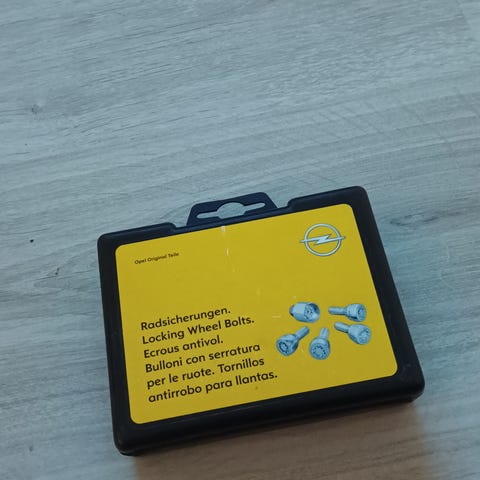 Opel Original Teile
Radsicherungen.
Locking Wheel Bolts.
Ecrous antivol.
Bulloni con serratura
per le ruote. Tornillos
antirrobo para llantas.